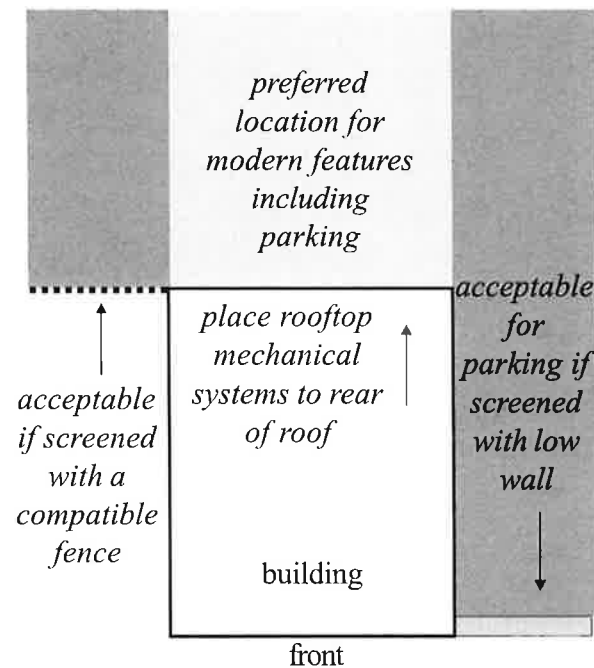 preferred
location for
modern features
including
parking
place rooftop
mechanical
systems to rear
of roof
acceptable
if screened
with a
compatible
fence
acceptable
for
parking if
screened
with low
wall
building
front